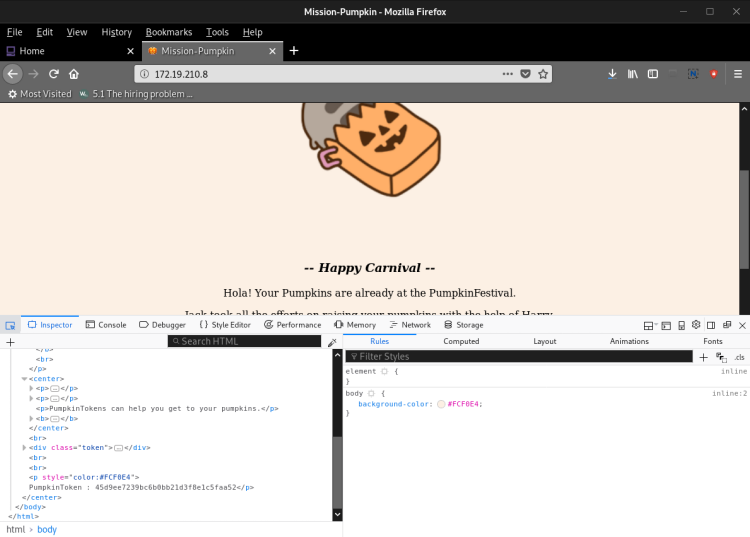 Mission-Pumpkin - Mozilla Firefox
File Edit View History Bookmarks Tools Help
Home Mission-Pumpkin
172.19.210.8
Most Visited 5.1 The hiring problem ...
-- Happy Carnival --
Hola! Your Pumpkins are already at the PumpkinFestival.
Jack took all the efforts on raising your pumpkins with the help of Harry
Inspector Console Debugger { } Style Editor Performance Memory Network Storage
Search HTML
Rules Computed Layout Animations Fonts
Filter Styles
.cls
</p>
<br>
</p>
<center>
<p>…</p>
<p>…</p>
<p>PumpkinTokens can help you get to your pumpkins.</p>
<b>…</b>
</center>
<br>
<div class="token">…</div>
<br>
<br>
<p style="color:#FCF0E4">
PumpkinToken : 45d9ee7239bc6b0bb21d3f8e1c5faa52</p>
</center>
</body>
</html>
html > body
element { inline
}
body { inline:2
background-color: #FCF0E4;
}